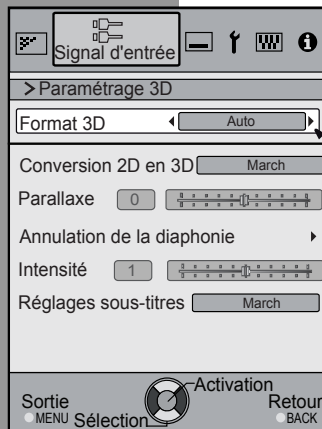 Signal d'entrée
>Paramétrage 3D
Format 3D Auto
Conversion 2D en 3D March
Parallaxe 0
Annulation de la diaphonie
Intensité 1
Réglages sous-titres March
Activation
Sortie Retour
MENU Sélection BACK